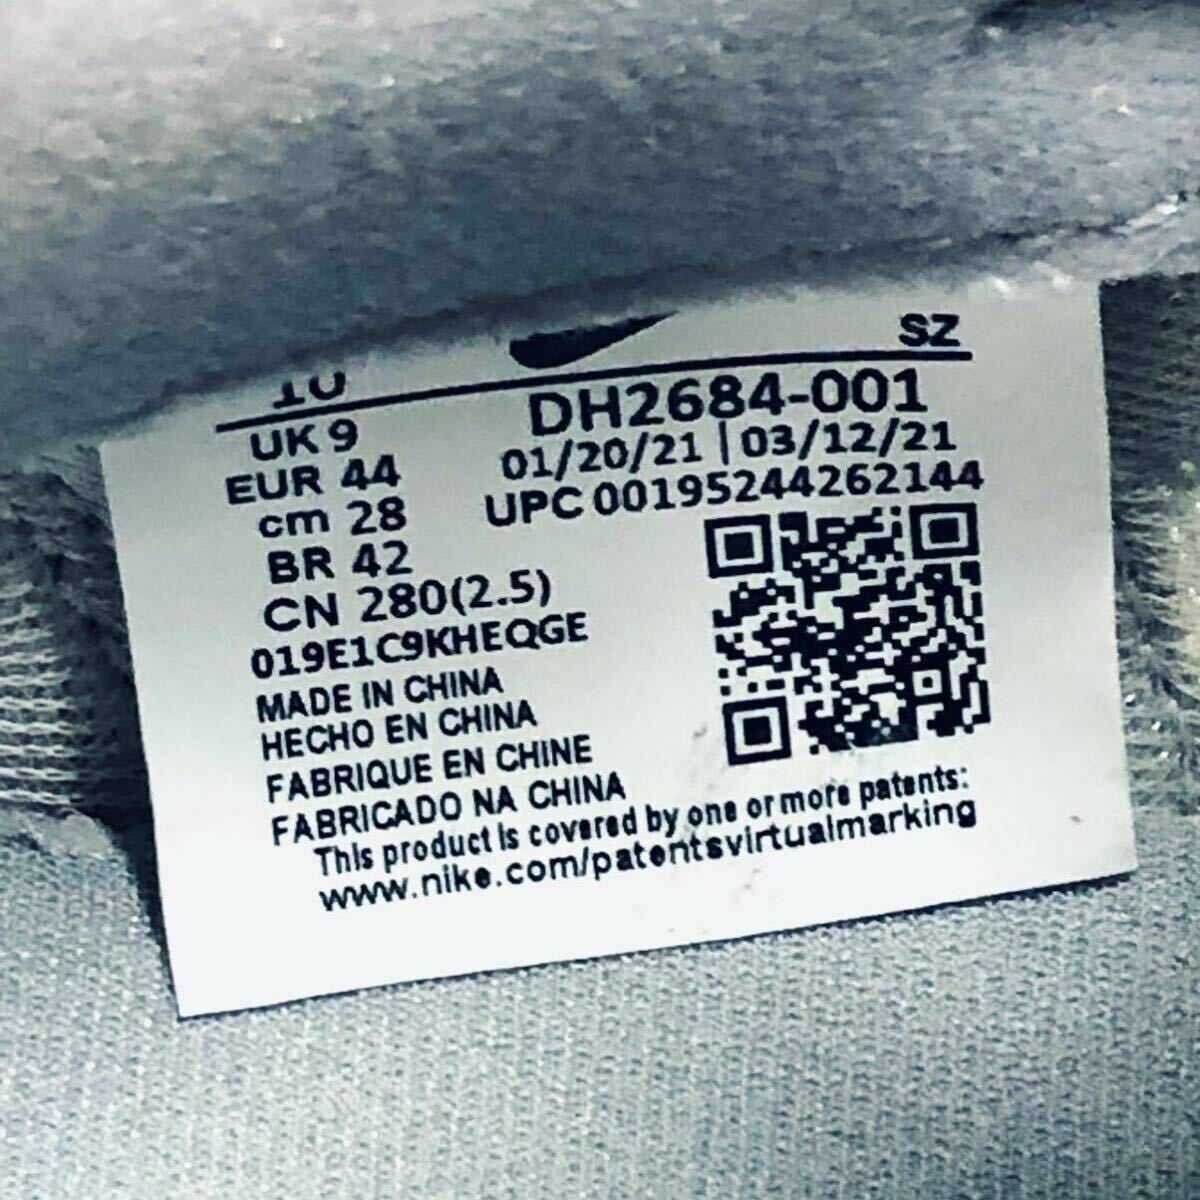 SZ
10
UK 9
DH2684-001
EUR 44
01/20/21 | 03/12/21
cm 28
UPC 00195244262144
BR 42
CN 280(2.5)
019E1C9KHEQGE
MADE IN CHINA
HECHO EN CHINA
FABRIQUE EN CHINE
FABRICADO NA CHINA
This product is covered by one or more patents:
www.nike.com/patentsvirtualmarking